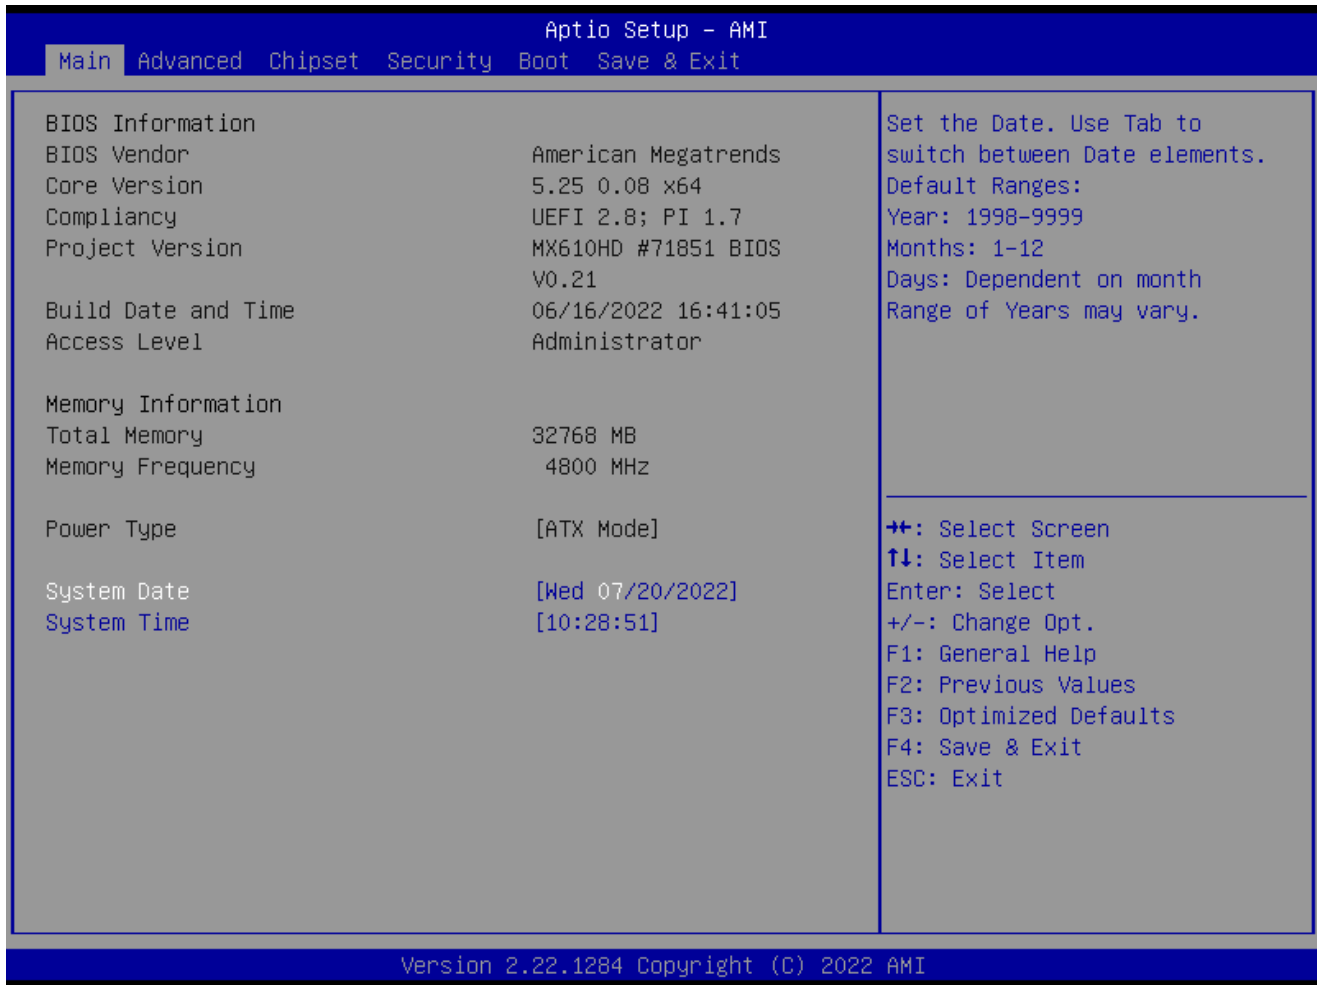 Aptio Setup – AMI
Main Advanced Chipset Security Boot Save & Exit
BIOS Information
BIOS Vendor American Megatrends
Core Version 5.25 0.08 x64
Compliancy UEFI 2.8; PI 1.7
Project Version MX610HD #71851 BIOS
V0.21
Build Date and Time 06/16/2022 16:41:05
Access Level Administrator
Memory Information
Total Memory 32768 MB
Memory Frequency 4800 MHz
Power Type [ATX Mode]
System Date [Wed 07/20/2022]
System Time [10:28:51]
Set the Date. Use Tab to
switch between Date elements.
Default Ranges:
Year: 1998–9999
Months: 1–12
Days: Dependent on month
Range of Years may vary.
→←: Select Screen
↑↓: Select Item
Enter: Select
+/–: Change Opt.
F1: General Help
F2: Previous Values
F3: Optimized Defaults
F4: Save & Exit
ESC: Exit
Version 2.22.1284 Copyright (C) 2022 AMI